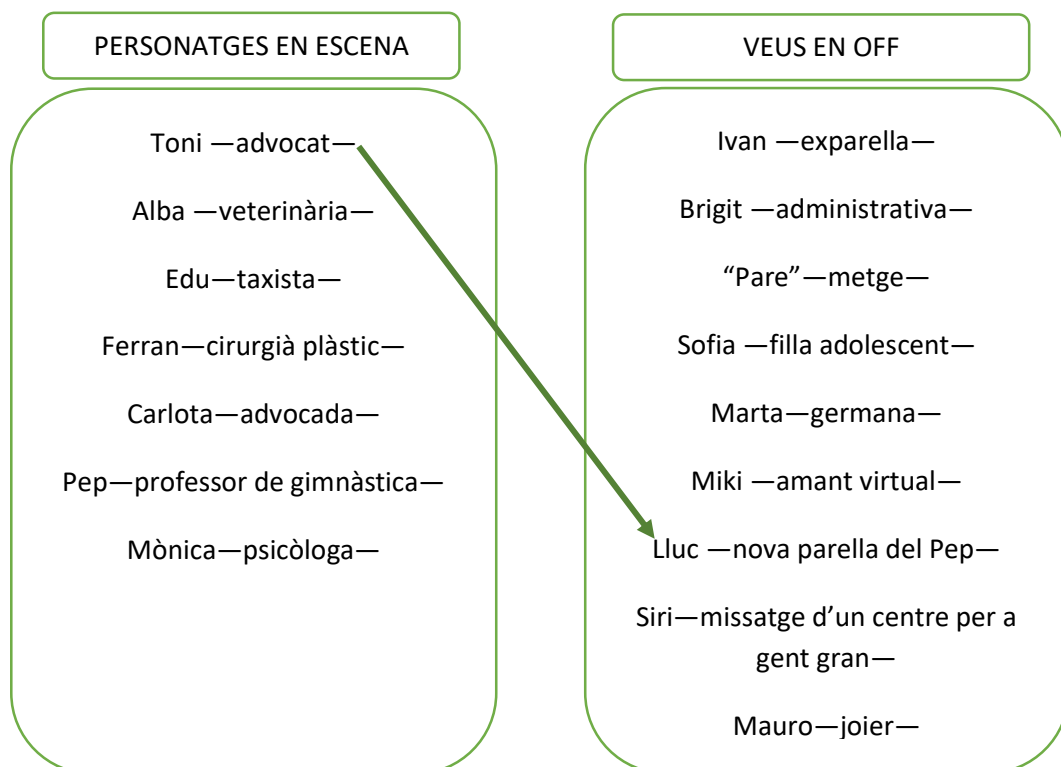 PERSONATGES EN ESCENA
Toni —advocat—
Alba —veterinària—
Edu—taxista—
Ferran—cirurgià plàstic—
Carlota—advocada—
Pep—professor de gimnàstica—
Mònica—psicòloga—
VEUS EN OFF
Ivan —exparella—
Brigit —administrativa—
“Pare”—metge—
Sofia —filla adolescent—
Marta—germana—
Miki —amant virtual—
Lluc —nova parella del Pep—
Siri—missatge d’un centre per a
gent gran—
Mauro—joier—